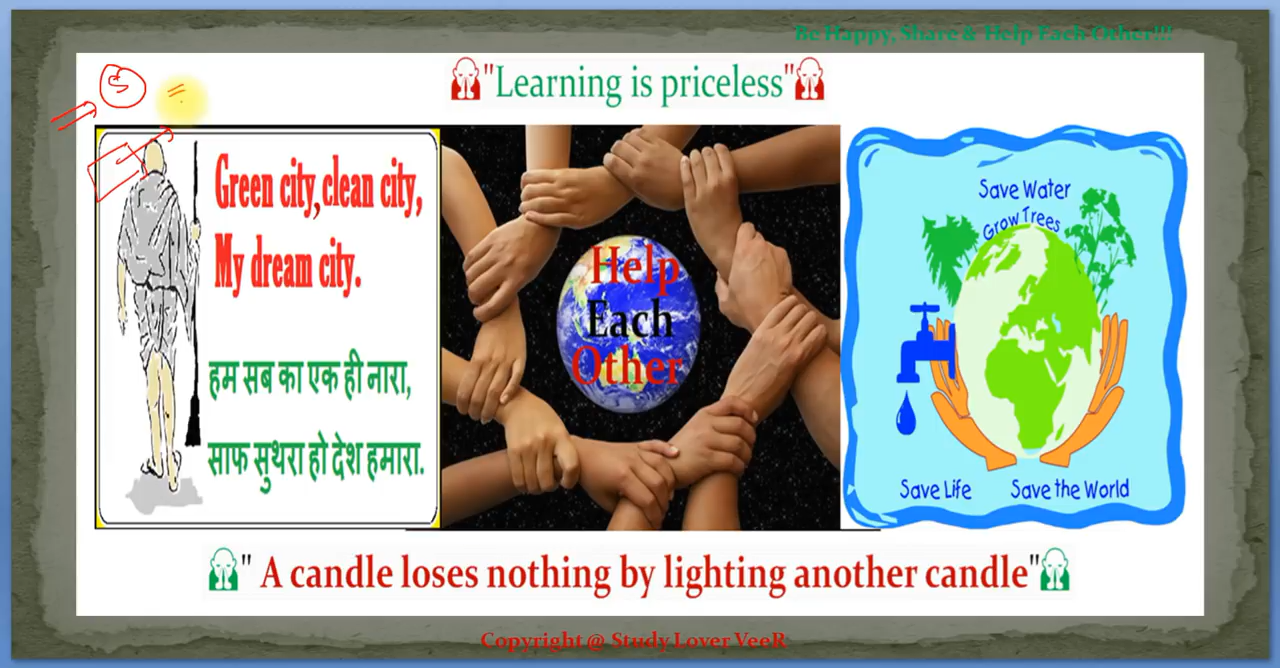 Be Happy, Share & Help Each Other!!!
"Learning is priceless"
5
Green city, clean city,
My dream city.
हम सब का एक ही नारा,
साफ सुथरा हो देश हमारा.
Help
Each
Other
Save Water
Grow Trees
Save Life Save the World
" A candle loses nothing by lighting another candle"
Copyright @ Study Lover VeeR